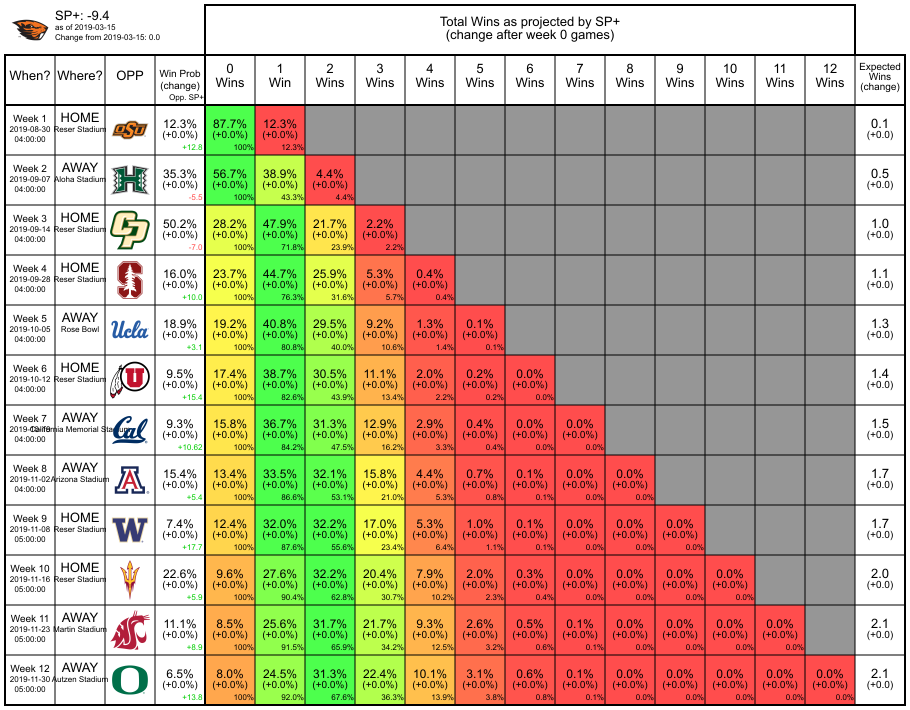 SP+: -9.4
as of 2019-03-15
Change from 2019-03-15: 0.0
Total Wins as projected by SP+
(change after week 0 games)
When? Where? OPP Win Prob (change) Opp. SP+ 0 Wins 1 Win 2 Wins 3 Wins 4 Wins 5 Wins 6 Wins 7 Wins 8 Wins 9 Wins 10 Wins 11 Wins 12 Wins Expected Wins (change)
Week 1 HOME 12.3% 87.7% 12.3% 0.1
2019-08-30 Reser Stadium OSU (+0.0%) (+0.0%) (+0.0%) (+0.0)
04:00:00 +12.8 100% 12.3%
Week 2 AWAY 35.3% 56.7% 38.9% 4.4% 0.5
2019-09-07 Aloha Stadium H (+0.0%) (+0.0%) (+0.0%) (+0.0%) (+0.0)
04:00:00 -5.5 100% 43.3% 4.4%
Week 3 HOME 50.2% 28.2% 47.9% 21.7% 2.2% 1.0
2019-09-14 Reser Stadium CP (+0.0%) (+0.0%) (+0.0%) (+0.0%) (+0.0%) (+0.0)
04:00:00 -7.0 100% 71.8% 23.9% 2.2%
Week 4 HOME 16.0% 23.7% 44.7% 25.9% 5.3% 0.4% 1.1
2019-09-28 Reser Stadium S (+0.0%) (+0.0%) (+0.0%) (+0.0%) (+0.0%) (+0.0%) (+0.0)
04:00:00 +10.0 100% 76.3% 31.6% 5.7% 0.4%
Week 5 AWAY 18.9% 19.2% 40.8% 29.5% 9.2% 1.3% 0.1% 1.3
2019-10-05 Rose Bowl Ucla (+0.0%) (+0.0%) (+0.0%) (+0.0%) (+0.0%) (+0.0%) (+0.0%) (+0.0)
04:00:00 +3.1 100% 80.8% 40.0% 10.6% 1.4% 0.1%
Week 6 HOME 9.5% 17.4% 38.7% 30.5% 11.1% 2.0% 0.2% 0.0% 1.4
2019-10-12 Reser Stadium U (+0.0%) (+0.0%) (+0.0%) (+0.0%) (+0.0%) (+0.0%) (+0.0%) (+0.0%) (+0.0)
04:00:00 +15.4 100% 82.6% 43.9% 13.4% 2.2% 0.2% 0.0%
Week 7 AWAY 9.3% 15.8% 36.7% 31.3% 12.9% 2.9% 0.4% 0.0% 0.0% 1.5
California Memorial Cal (+0.0%) (+0.0%) (+0.0%) (+0.0%) (+0.0%) (+0.0%) (+0.0%) (+0.0%) (+0.0%) (+0.0)
04:00:00 +10.62 100% 84.2% 47.5% 16.2% 3.3% 0.4% 0.0% 0.0%
Week 8 AWAY 15.4% 13.4% 33.5% 32.1% 15.8% 4.4% 0.7% 0.1% 0.0% 0.0% 1.7
2019-11-02 Arizona Stadium A (+0.0%) (+0.0%) (+0.0%) (+0.0%) (+0.0%) (+0.0%) (+0.0%) (+0.0%) (+0.0%) (+0.0%) (+0.0)
04:00:00 +5.4 100% 86.6% 53.1% 21.0% 5.3% 0.8% 0.1% 0.0% 0.0%
Week 9 HOME 7.4% 12.4% 32.0% 32.2% 17.0% 5.3% 1.0% 0.1% 0.0% 0.0% 0.0% 1.7
2019-11-08 Reser Stadium W (+0.0%) (+0.0%) (+0.0%) (+0.0%) (+0.0%) (+0.0%) (+0.0%) (+0.0%) (+0.0%) (+0.0%) (+0.0%) (+0.0)
05:00:00 +17.7 100% 87.6% 55.6% 23.4% 6.4% 1.1% 0.1% 0.0% 0.0% 0.0%
Week 10 HOME 22.6% 9.6% 27.6% 32.2% 20.4% 7.9% 2.0% 0.3% 0.0% 0.0% 0.0% 0.0% 2.0
2019-11-16 Reser Stadium (+0.0%) (+0.0%) (+0.0%) (+0.0%) (+0.0%) (+0.0%) (+0.0%) (+0.0%) (+0.0%) (+0.0%) (+0.0%) (+0.0%) (+0.0)
05:00:00 +5.9 100% 90.4% 62.8% 30.7% 10.2% 2.3% 0.4% 0.0% 0.0% 0.0% 0.0%
Week 11 AWAY 11.1% 8.5% 25.6% 31.7% 21.7% 9.3% 2.6% 0.5% 0.1% 0.0% 0.0% 0.0% 0.0% 2.1
2019-11-23 Martin Stadium (+0.0%) (+0.0%) (+0.0%) (+0.0%) (+0.0%) (+0.0%) (+0.0%) (+0.0%) (+0.0%) (+0.0%) (+0.0%) (+0.0%) (+0.0%) (+0.0)
05:00:00 +8.9 100% 91.5% 65.9% 34.2% 12.5% 3.2% 0.6% 0.1% 0.0% 0.0% 0.0% 0.0%
Week 12 AWAY 6.5% 8.0% 24.5% 31.3% 22.4% 10.1% 3.1% 0.6% 0.1% 0.0% 0.0% 0.0% 0.0% 0.0% 2.1
2019-11-30 Autzen Stadium O (+0.0%) (+0.0%) (+0.0%) (+0.0%) (+0.0%) (+0.0%) (+0.0%) (+0.0%) (+0.0%) (+0.0%) (+0.0%) (+0.0%) (+0.0%) (+0.0%) (+0.0)
05:00:00 +13.8 100% 92.0% 67.6% 36.3% 13.9% 3.8% 0.8% 0.1% 0.0% 0.0% 0.0% 0.0% 0.0%